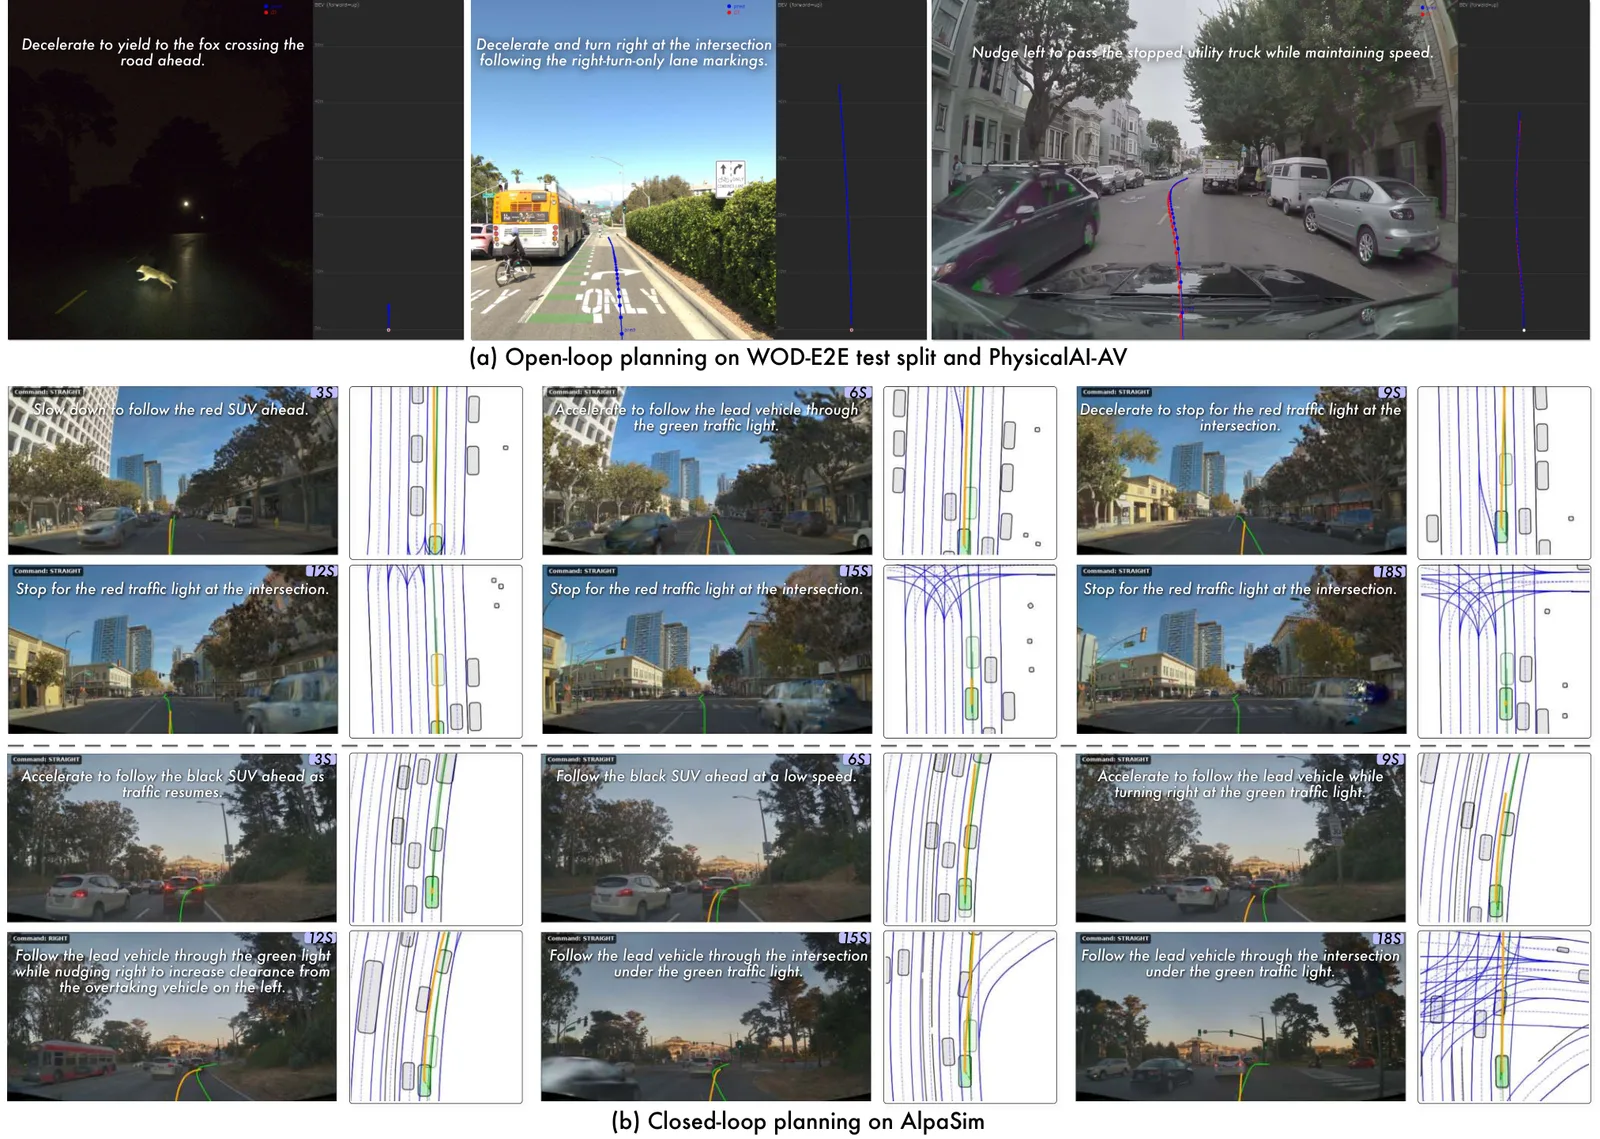 BEV (forward=up)
Decelerate to yield to the fox crossing the
road ahead.
BEV (forward=up)
Decelerate and turn right at the intersection
following the right-turn-only lane markings.
ONLY
BEV (forward=up)
Nudge left to pass the stopped utility truck while maintaining speed.
(a) Open-loop planning on WOD-E2E test split and PhysicalAI-AV
Command: STRAIGHT
3S
Slow down to follow the red SUV ahead.
Command: STRAIGHT
6S
Accelerate to follow the lead vehicle through
the green traffic light.
Command: STRAIGHT
9S
Decelerate to stop for the red traffic light at the
intersection.
Command: STRAIGHT
12S
Stop for the red traffic light at the intersection.
Command: STRAIGHT
15S
Stop for the red traffic light at the intersection.
Command: STRAIGHT
18S
Stop for the red traffic light at the intersection.
Command: STRAIGHT
3S
Accelerate to follow the black SUV ahead as
traffic resumes.
Command: STRAIGHT
6S
Follow the black SUV ahead at a low speed.
Command: STRAIGHT
9S
Accelerate to follow the lead vehicle while
turning right at the green traffic light.
Command: RIGHT
12S
Follow the lead vehicle through the green light
while nudging right to increase clearance from
the overtaking vehicle on the left.
Command: STRAIGHT
15S
Follow the lead vehicle through the intersection
under the green traffic light.
Command: STRAIGHT
18S
Follow the lead vehicle through the intersection
under the green traffic light.
(b) Closed-loop planning on AlpaSim